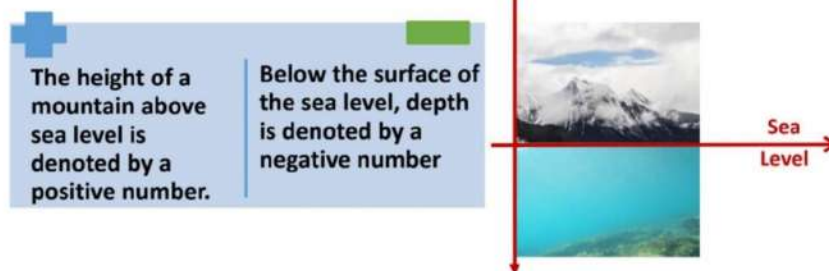 The height of a
mountain above
sea level is
denoted by a
positive number.
Below the surface of
the sea level, depth
is denoted by a
negative number
Sea
Level